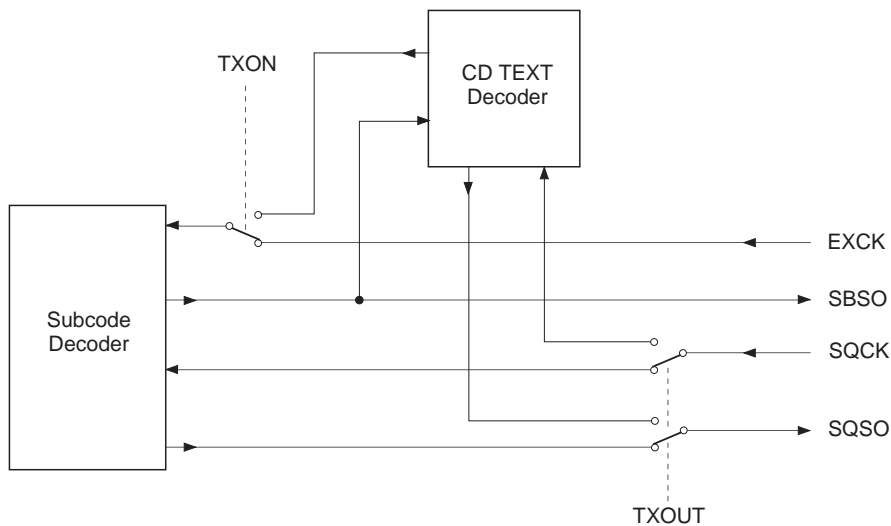 TXON
CD TEXT
Decoder
EXCK
SBSO
Subcode
Decoder
SQCK
SQSO
TXOUT